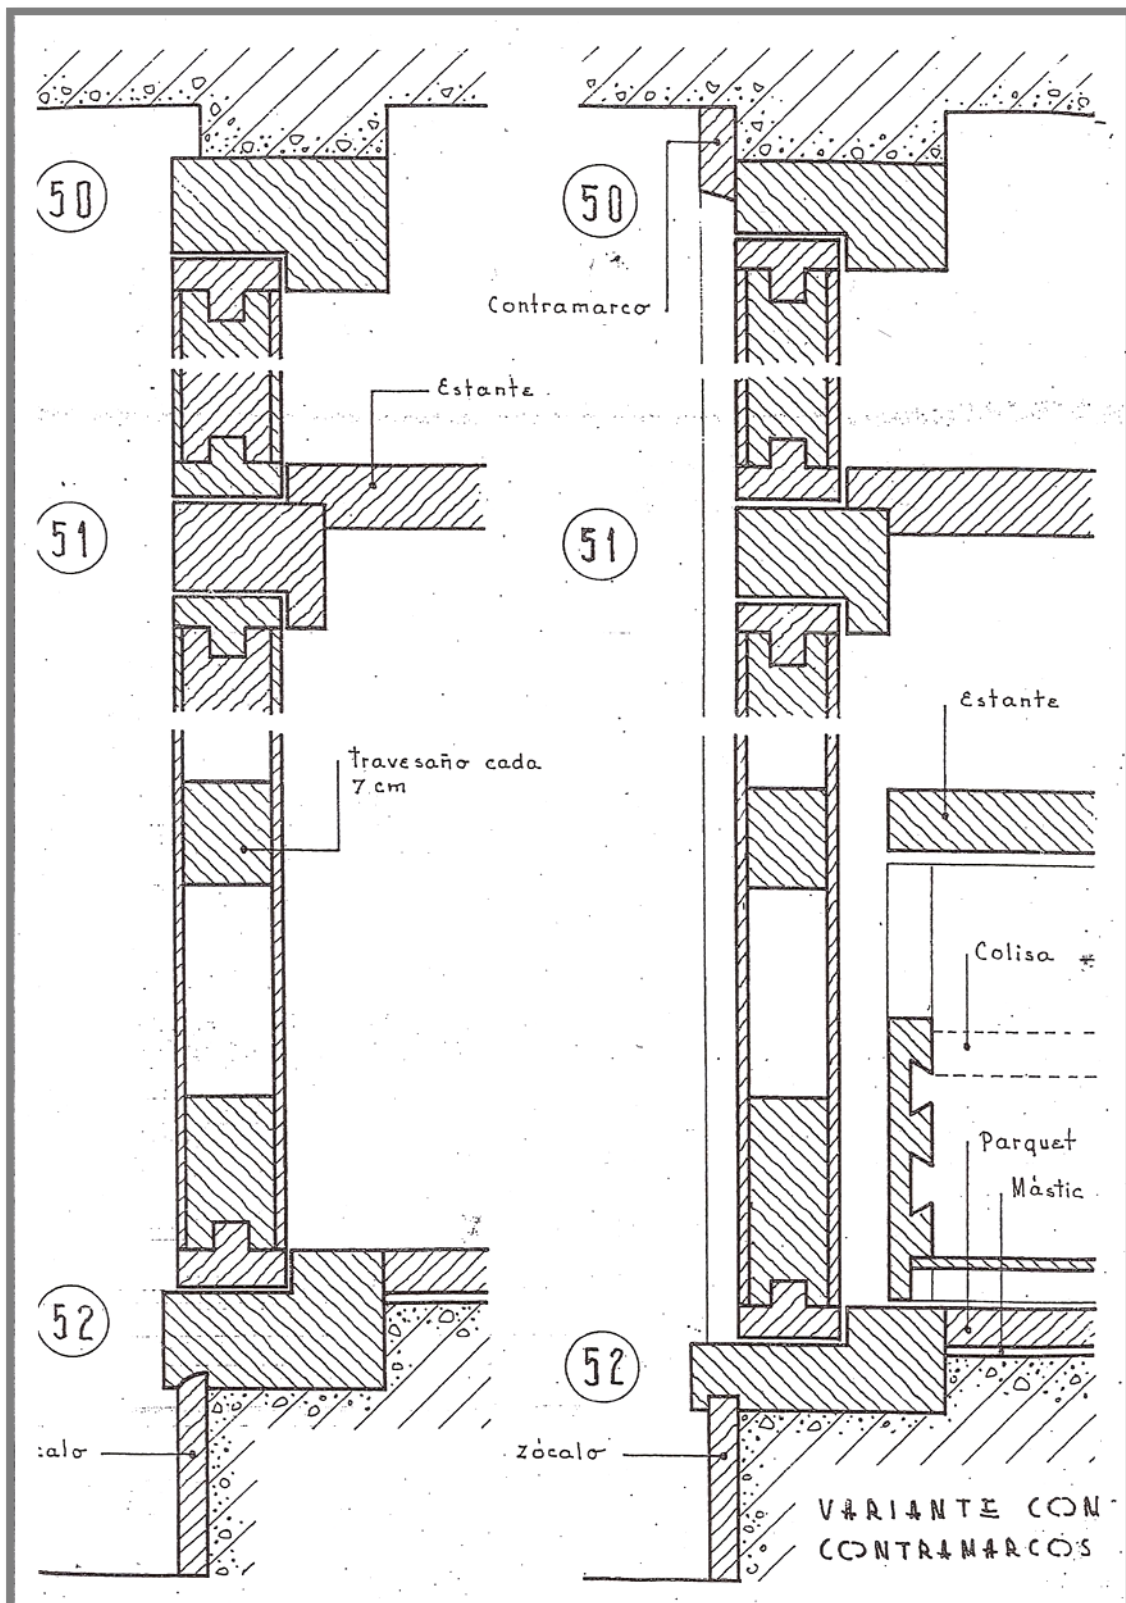 50
50
Contramarco
Estante
51
51
Estante
travesaño cada
7 cm
Colisa *
Parquet
Mástic
52
52
calo
zócalo
VARIANTE CON
CONTRAMARCOS